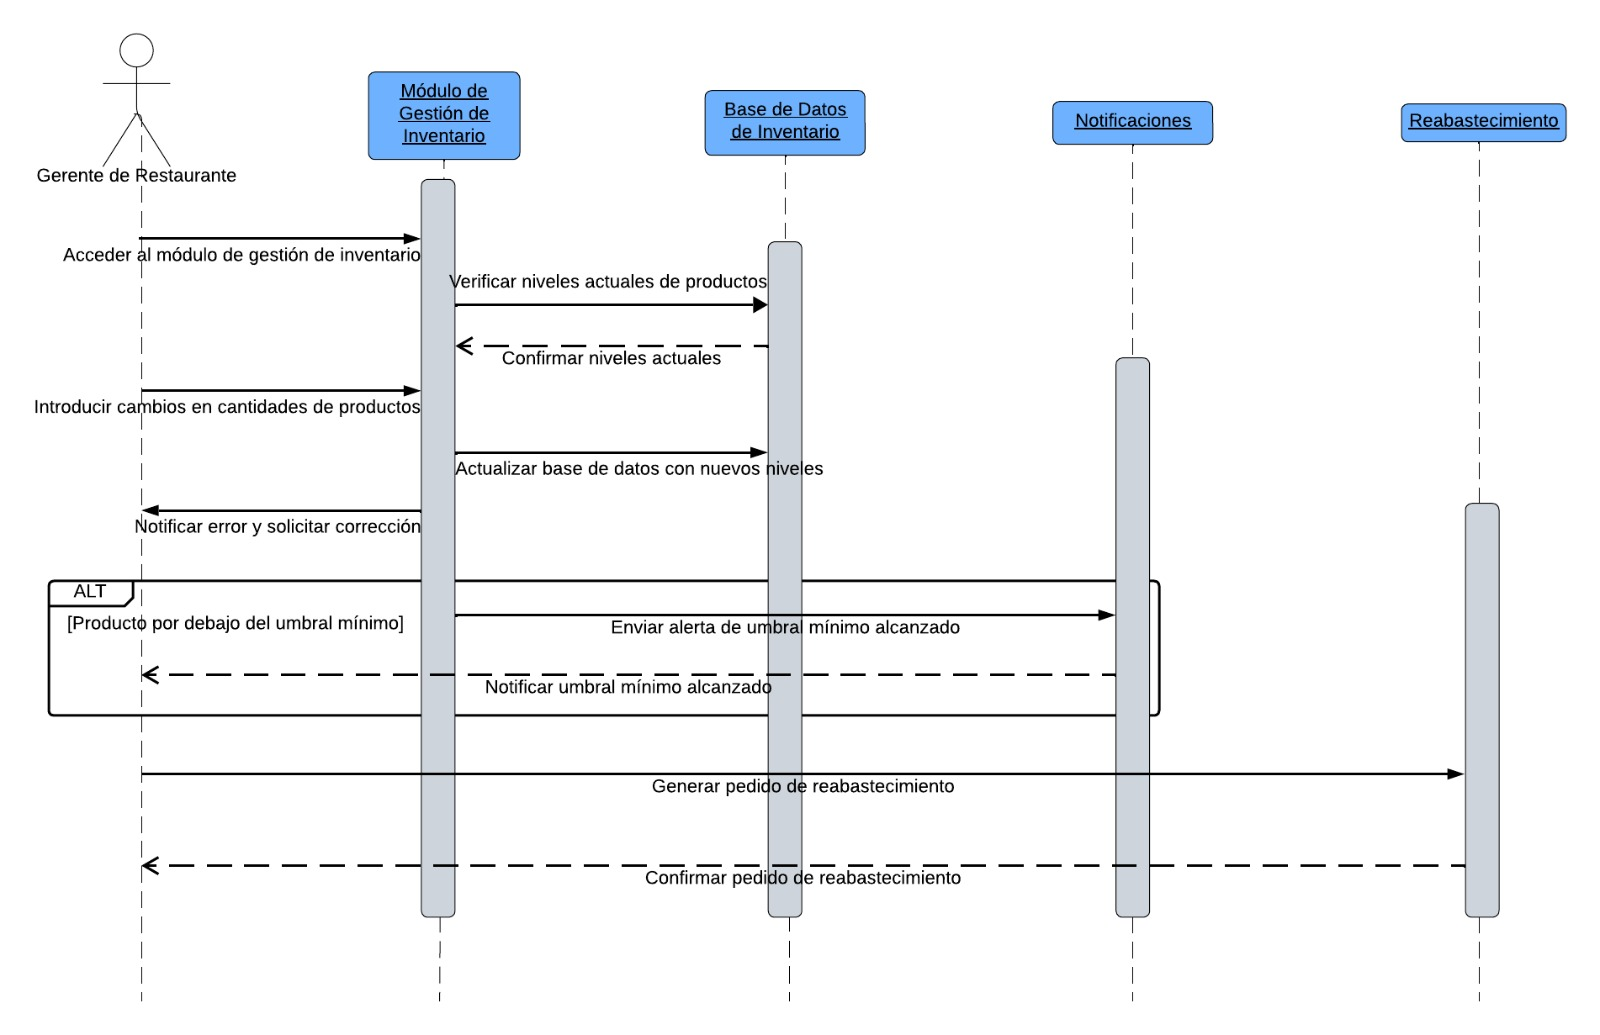 Módulo de
Gestión de
Inventario
Base de Datos
de Inventario
Notificaciones
Reabastecimiento
Gerente de Restaurante
Acceder al módulo de gestión de inventario
Verificar niveles actuales de productos
Confirmar niveles actuales
Introducir cambios en cantidades de productos
Actualizar base de datos con nuevos niveles
Notificar error y solicitar corrección
ALT
[Producto por debajo del umbral mínimo]
Enviar alerta de umbral mínimo alcanzado
Notificar umbral mínimo alcanzado
Generar pedido de reabastecimiento
Confirmar pedido de reabastecimiento